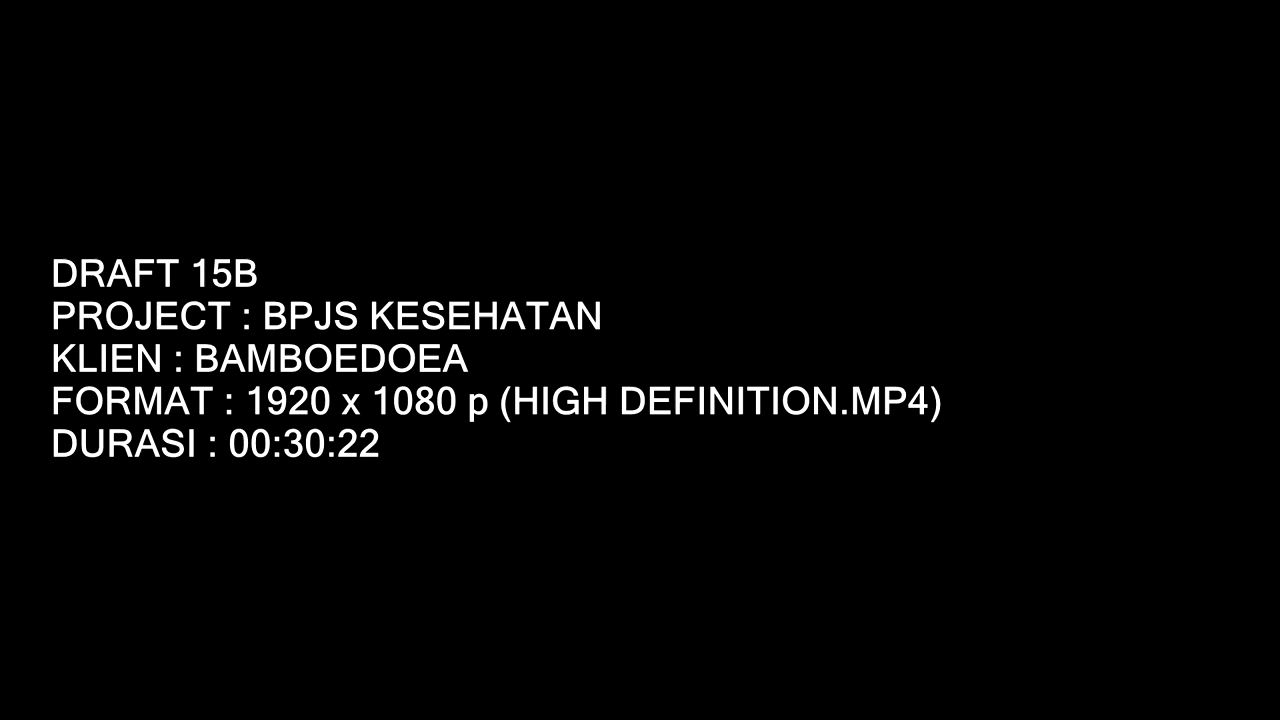 DRAFT 15B
PROJECT : BPJS KESEHATAN
KLIEN : BAMBOEDOEA
FORMAT : 1920 x 1080 p (HIGH DEFINITION.MP4)
DURASI : 00:30:22